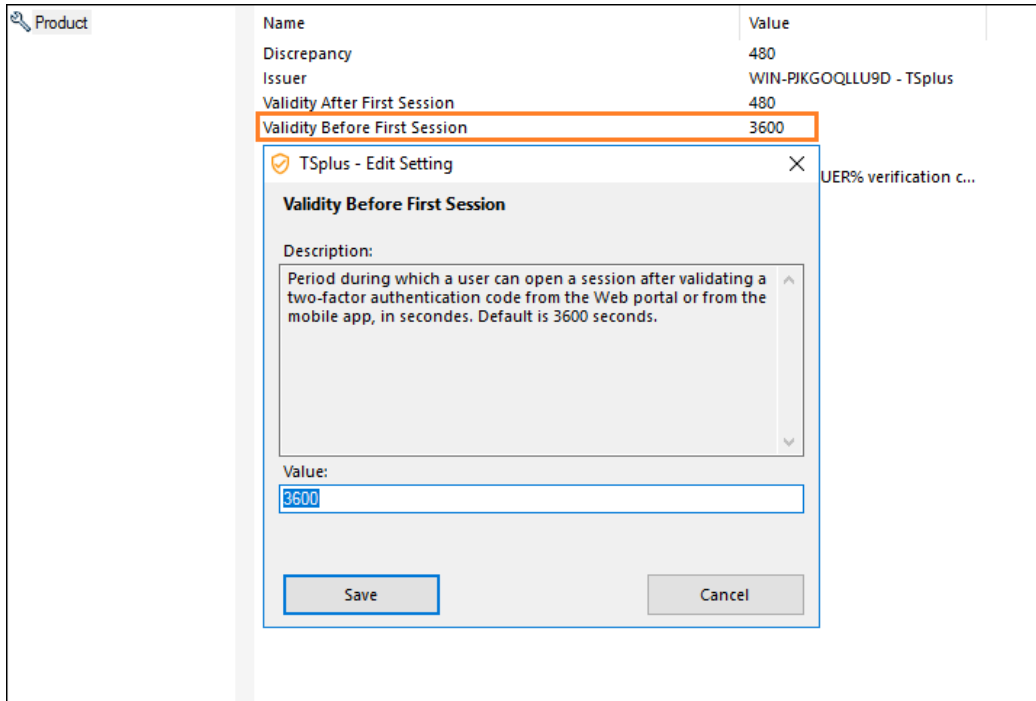 Product
Name Value
Discrepancy 480
Issuer WIN-PJKGOQLLU9D - TSplus
Validity After First Session 480
Validity Before First Session 3600
UER% verification c...
TSplus - Edit Setting
Validity Before First Session
Description:
Period during which a user can open a session after validating a
two-factor authentication code from the Web portal or from the
mobile app, in secondes. Default is 3600 seconds.
Value:
3600
Save Cancel